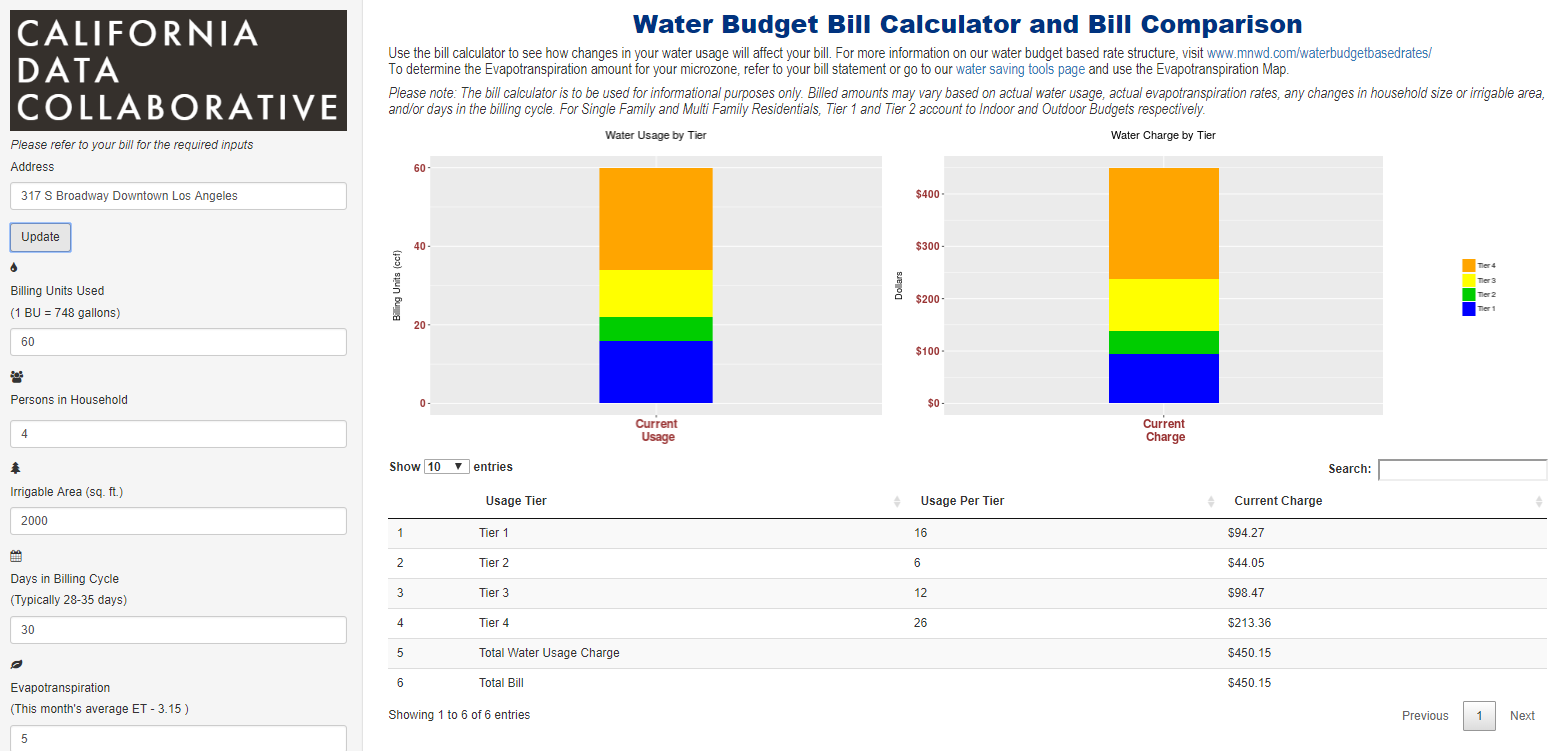 CALIFORNIA
DATA
COLLABORATIVE
Please refer to your bill for the required inputs
Address
317 S Broadway Downtown Los Angeles
Update
Billing Units Used
(1 BU = 748 gallons)
60
Persons in Household
4
Irrigable Area (sq. ft.)
2000
Days in Billing Cycle
(Typically 28-35 days)
30
Evapotranspiration
(This month's average ET - 3.15 )
5
Water Budget Bill Calculator and Bill Comparison
Use the bill calculator to see how changes in your water usage will affect your bill. For more information on our water budget based rate structure, visit www.mnwd.com/waterbudgetbasedrates/
To determine the Evapotranspiration amount for your microzone, refer to your bill statement or go to our water saving tools page and use the Evapotranspiration Map.
Please note: The bill calculator is to be used for informational purposes only. Billed amounts may vary based on actual water usage, actual evapotranspiration rates, any changes in household size or irrigable area,
and/or days in the billing cycle. For Single Family and Multi Family Residentials, Tier 1 and Tier 2 account to Indoor and Outdoor Budgets respectively.
Water Usage by Tier
Billing Units (ccf)
60
40
20
0
Current
Usage
Water Charge by Tier
Dollars
$400
$300
$200
$100
$0
Current
Charge
Tier 4
Tier 3
Tier 2
Tier 1
Show 10 entries
Search:
Usage Tier Usage Per Tier Current Charge
1 Tier 1 16 $94.27
2 Tier 2 6 $44.05
3 Tier 3 12 $98.47
4 Tier 4 26 $213.36
5 Total Water Usage Charge $450.15
6 Total Bill $450.15
Showing 1 to 6 of 6 entries
Previous 1 Next